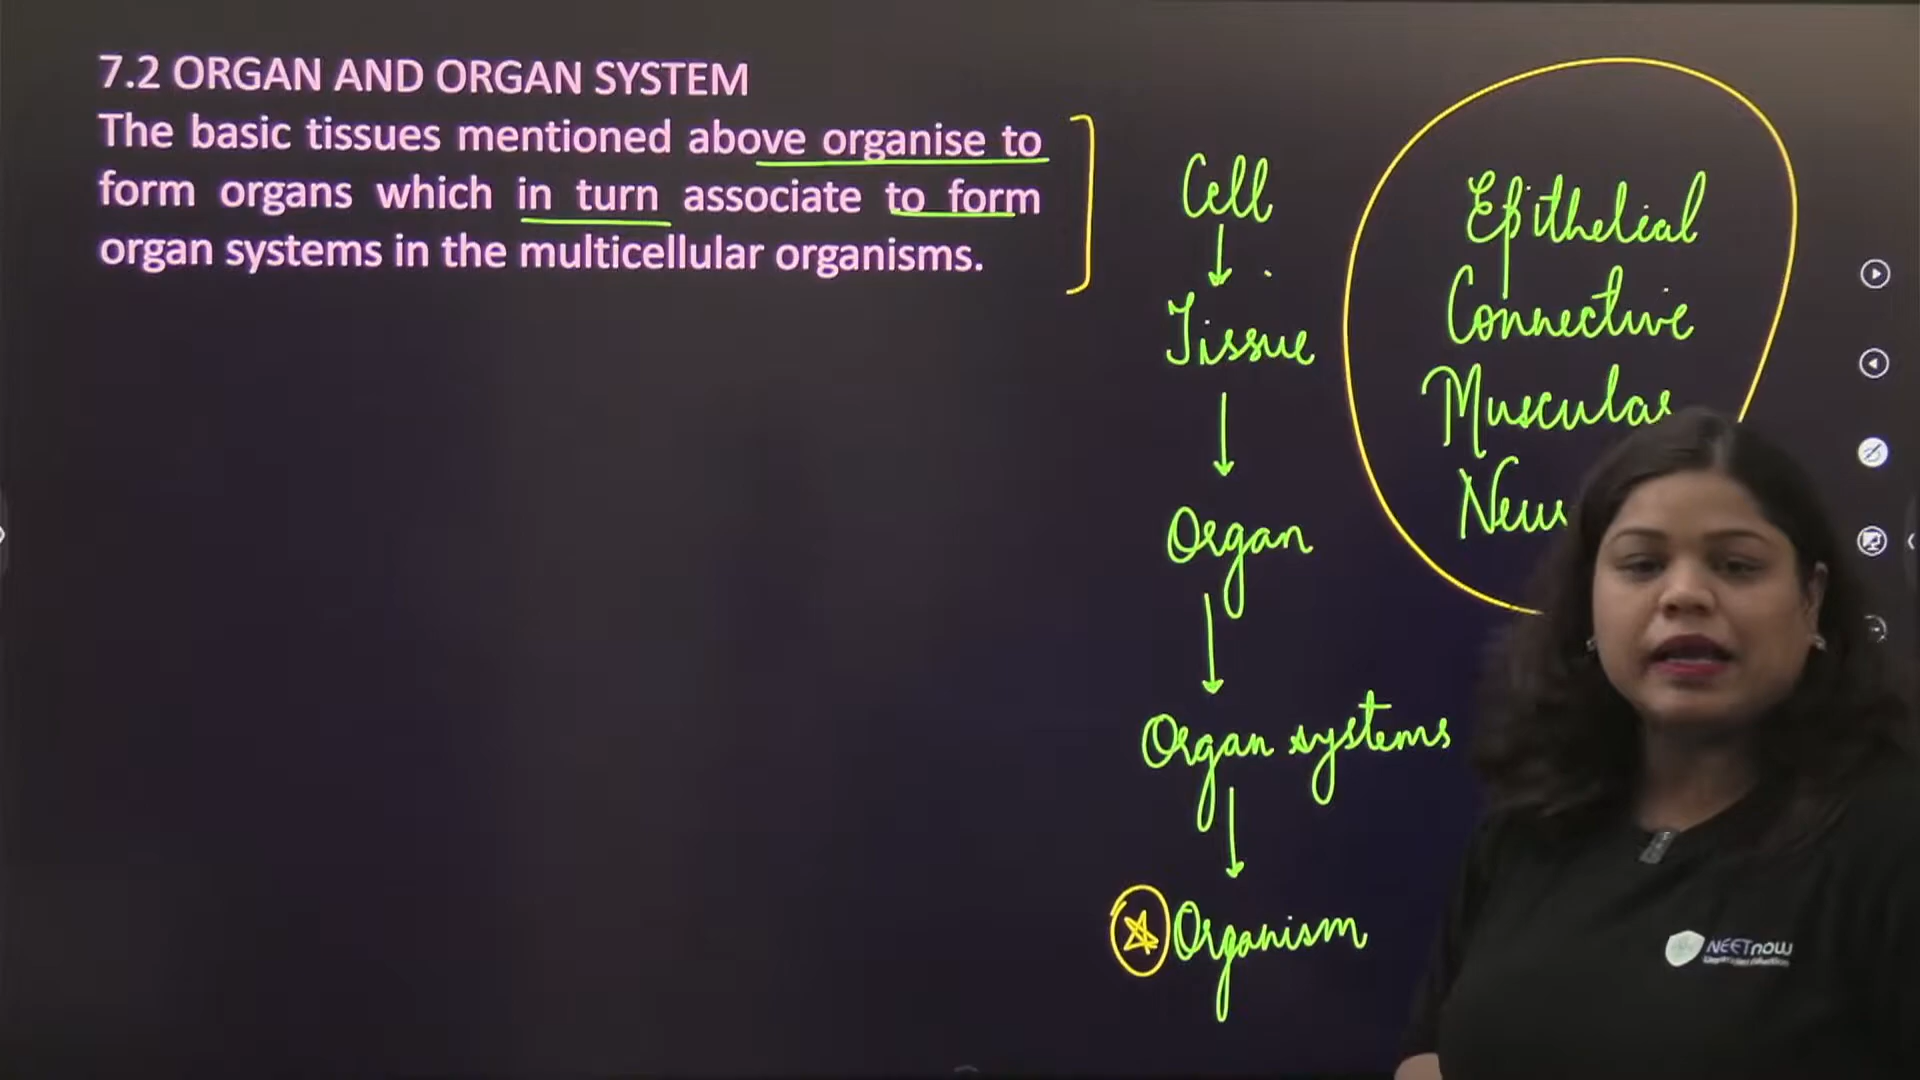 7.2 ORGAN AND ORGAN SYSTEM
The basic tissues mentioned above organise to
form organs which in turn associate to form
organ systems in the multicellular organisms.
Cell
Tissue
Organ
Organ systems
Organism
Epithelial
Connective
Muscular
NEETnow